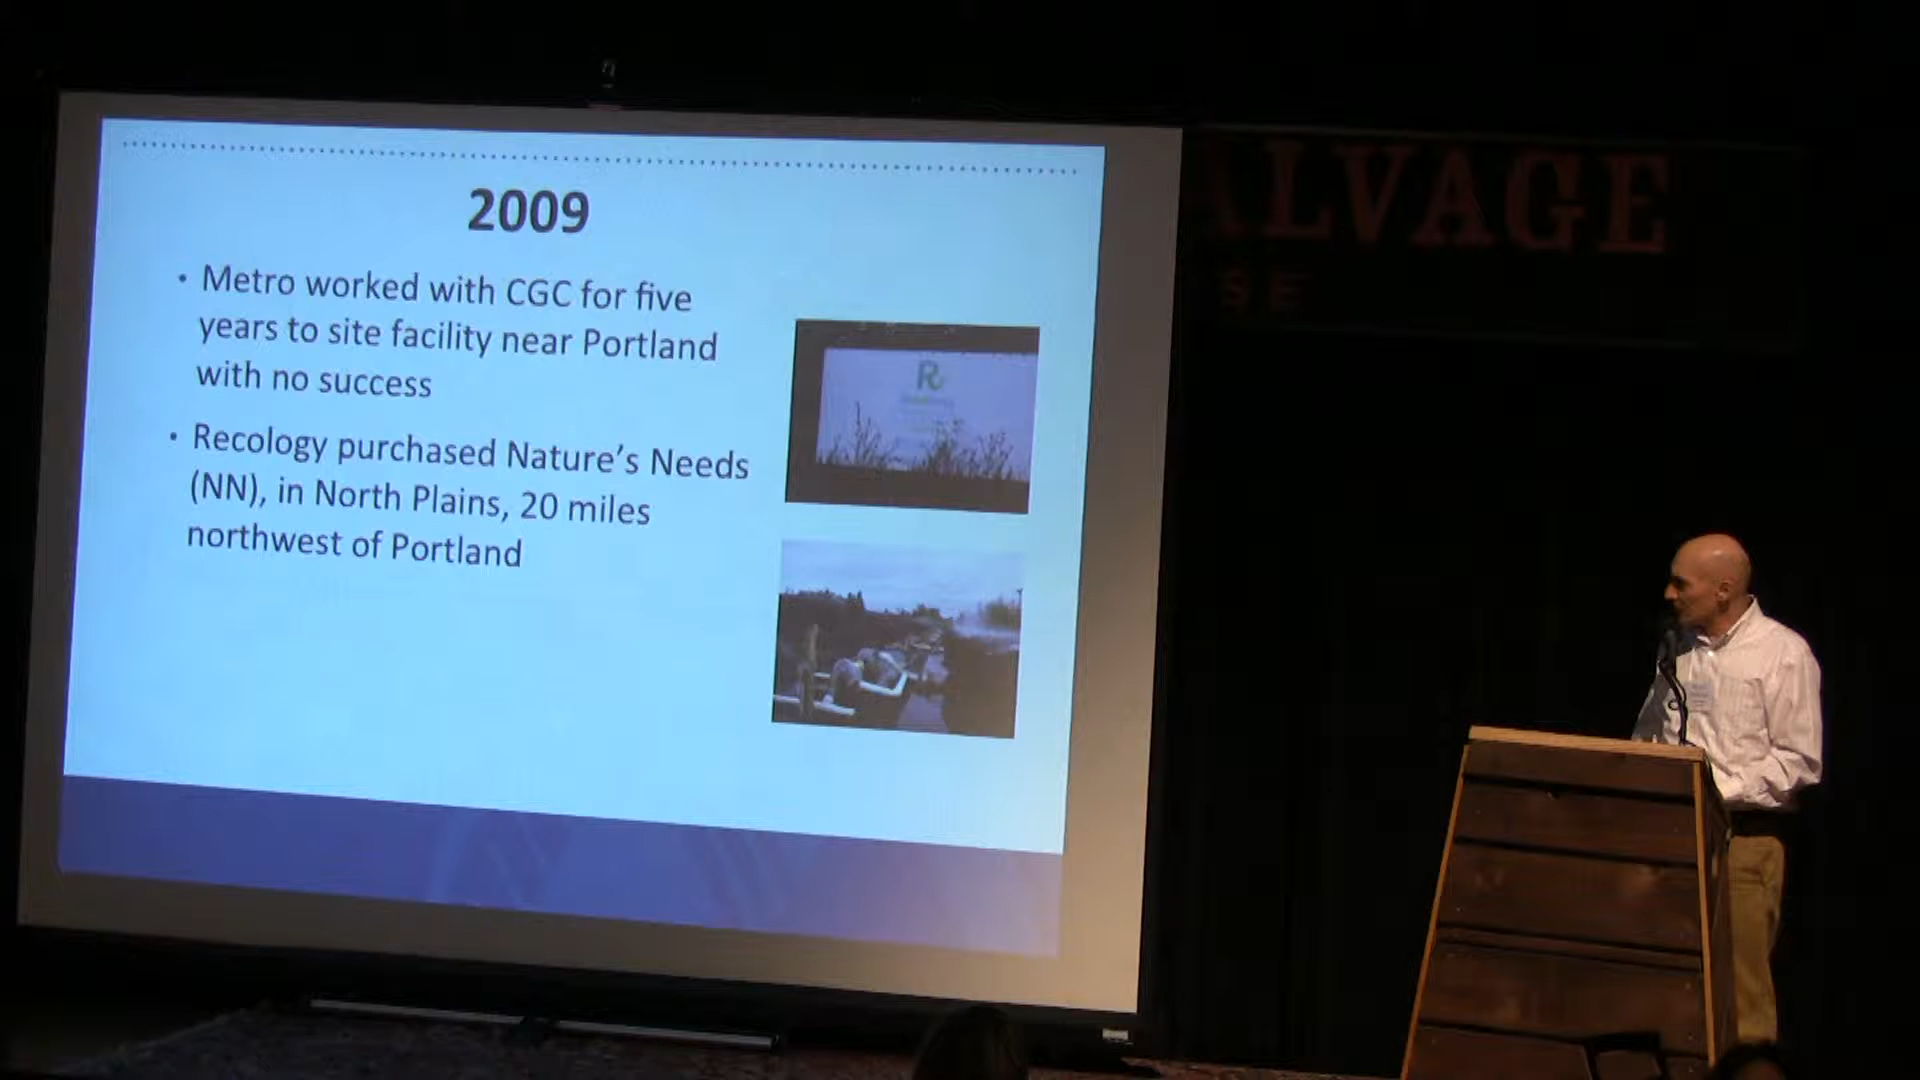 2009
• Metro worked with CGC for five
years to site facility near Portland
with no success
• Recology purchased Nature's Needs
(NN), in North Plains, 20 miles
northwest of Portland
R
ALVAGE
SE